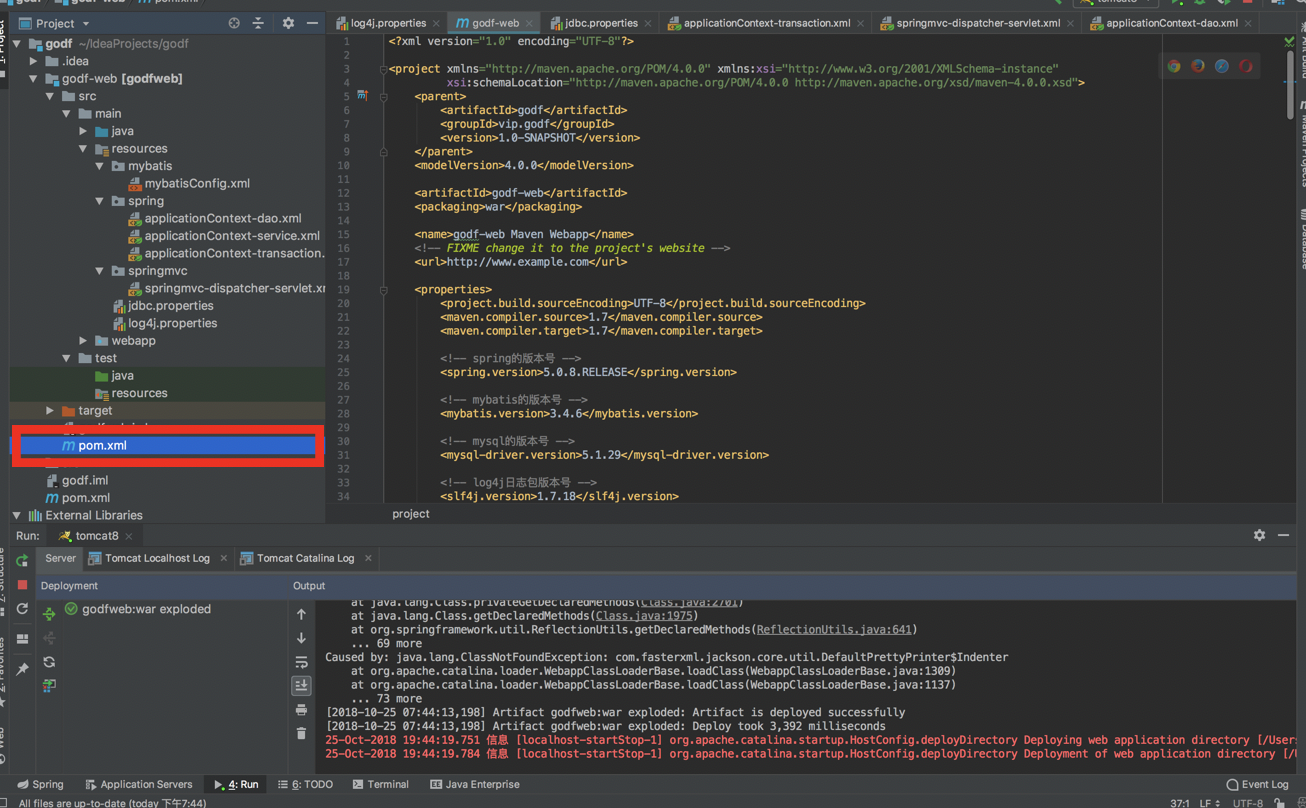 Project
log4j.properties
godf-web
jdbc.properties
applicationContext-transaction.xml
springmvc-dispatcher-servlet.xml
applicationContext-dao.xml
godf ~/IdeaProjects/godf
.idea
godf-web [godfweb]
src
main
java
resources
mybatis
mybatisConfig.xml
spring
applicationContext-dao.xml
applicationContext-service.xml
applicationContext-transaction.
springmvc
springmvc-dispatcher-servlet.xm
jdbc.properties
log4j.properties
webapp
test
java
resources
target
pom.xml
godf.iml
pom.xml
External Libraries
1 <?xml version="1.0" encoding="UTF-8"?>
2
3 <project xmlns="http://maven.apache.org/POM/4.0.0" xmlns:xsi="http://www.w3.org/2001/XMLSchema-instance"
4 xsi:schemaLocation="http://maven.apache.org/POM/4.0.0 http://maven.apache.org/xsd/maven-4.0.0.xsd">
5 <parent>
6 <artifactId>godf</artifactId>
7 <groupId>vip.godf</groupId>
8 <version>1.0-SNAPSHOT</version>
9 </parent>
10 <modelVersion>4.0.0</modelVersion>
11
12 <artifactId>godf-web</artifactId>
13 <packaging>war</packaging>
14
15 <name>godf-web Maven Webapp</name>
16 <!-- FIXME change it to the project's website -->
17 <url>http://www.example.com</url>
18
19 <properties>
20 <project.build.sourceEncoding>UTF-8</project.build.sourceEncoding>
21 <maven.compiler.source>1.7</maven.compiler.source>
22 <maven.compiler.target>1.7</maven.compiler.target>
23
24 <!-- spring的版本号 -->
25 <spring.version>5.0.8.RELEASE</spring.version>
26
27 <!-- mybatis的版本号 -->
28 <mybatis.version>3.4.6</mybatis.version>
29
30 <!-- mysql的版本号 -->
31 <mysql-driver.version>5.1.29</mysql-driver.version>
32
33 <!-- log4j日志包版本号 -->
34 <slf4j.version>1.7.18</slf4j.version>
project
Run: tomcat8
Server
Tomcat Localhost Log
Tomcat Catalina Log
Deployment
Output
godfweb:war exploded
at java.lang.Class.privateGetDeclaredMethods(Class.java:2701)
at java.lang.Class.getDeclaredMethods(Class.java:1975)
at org.springframework.util.ReflectionUtils.getDeclaredMethods(ReflectionUtils.java:641)
... 69 more
Caused by: java.lang.ClassNotFoundException: com.fasterxml.jackson.core.util.DefaultPrettyPrinter$Indenter
at org.apache.catalina.loader.WebappClassLoaderBase.loadClass(WebappClassLoaderBase.java:1309)
at org.apache.catalina.loader.WebappClassLoaderBase.loadClass(WebappClassLoaderBase.java:1137)
... 73 more
[2018-10-25 07:44:13,198] Artifact godfweb:war exploded: Artifact is deployed successfully
[2018-10-25 07:44:13,198] Artifact godfweb:war exploded: Deploy took 3,392 milliseconds
25-Oct-2018 19:44:19.751 信息 [localhost-startStop-1] org.apache.catalina.startup.HostConfig.deployDirectory Deploying web application directory [/Users
25-Oct-2018 19:44:19.784 信息 [localhost-startStop-1] org.apache.catalina.startup.HostConfig.deployDirectory Deployment of web application directory [/U
Spring
Application Servers
4: Run
6: TODO
Terminal
Java Enterprise
Event Log
All files are up-to-date (today 下午7:44)
37:1 LF UTF-8